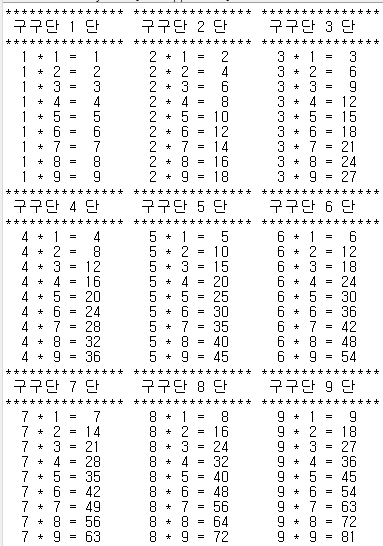 *************** *************** ***************
구구단 1 단 구구단 2 단 구구단 3 단
*************** *************** ***************
1 * 1 = 1 2 * 1 = 2 3 * 1 = 3
1 * 2 = 2 2 * 2 = 4 3 * 2 = 6
1 * 3 = 3 2 * 3 = 6 3 * 3 = 9
1 * 4 = 4 2 * 4 = 8 3 * 4 = 12
1 * 5 = 5 2 * 5 = 10 3 * 5 = 15
1 * 6 = 6 2 * 6 = 12 3 * 6 = 18
1 * 7 = 7 2 * 7 = 14 3 * 7 = 21
1 * 8 = 8 2 * 8 = 16 3 * 8 = 24
1 * 9 = 9 2 * 9 = 18 3 * 9 = 27
*************** *************** ***************
구구단 4 단 구구단 5 단 구구단 6 단
*************** *************** ***************
4 * 1 = 4 5 * 1 = 5 6 * 1 = 6
4 * 2 = 8 5 * 2 = 10 6 * 2 = 12
4 * 3 = 12 5 * 3 = 15 6 * 3 = 18
4 * 4 = 16 5 * 4 = 20 6 * 4 = 24
4 * 5 = 20 5 * 5 = 25 6 * 5 = 30
4 * 6 = 24 5 * 6 = 30 6 * 6 = 36
4 * 7 = 28 5 * 7 = 35 6 * 7 = 42
4 * 8 = 32 5 * 8 = 40 6 * 8 = 48
4 * 9 = 36 5 * 9 = 45 6 * 9 = 54
*************** *************** ***************
구구단 7 단 구구단 8 단 구구단 9 단
*************** *************** ***************
7 * 1 = 7 8 * 1 = 8 9 * 1 = 9
7 * 2 = 14 8 * 2 = 16 9 * 2 = 18
7 * 3 = 21 8 * 3 = 24 9 * 3 = 27
7 * 4 = 28 8 * 4 = 32 9 * 4 = 36
7 * 5 = 35 8 * 5 = 40 9 * 5 = 45
7 * 6 = 42 8 * 6 = 48 9 * 6 = 54
7 * 7 = 49 8 * 7 = 56 9 * 7 = 63
7 * 8 = 56 8 * 8 = 64 9 * 8 = 72
7 * 9 = 63 8 * 9 = 72 9 * 9 = 81